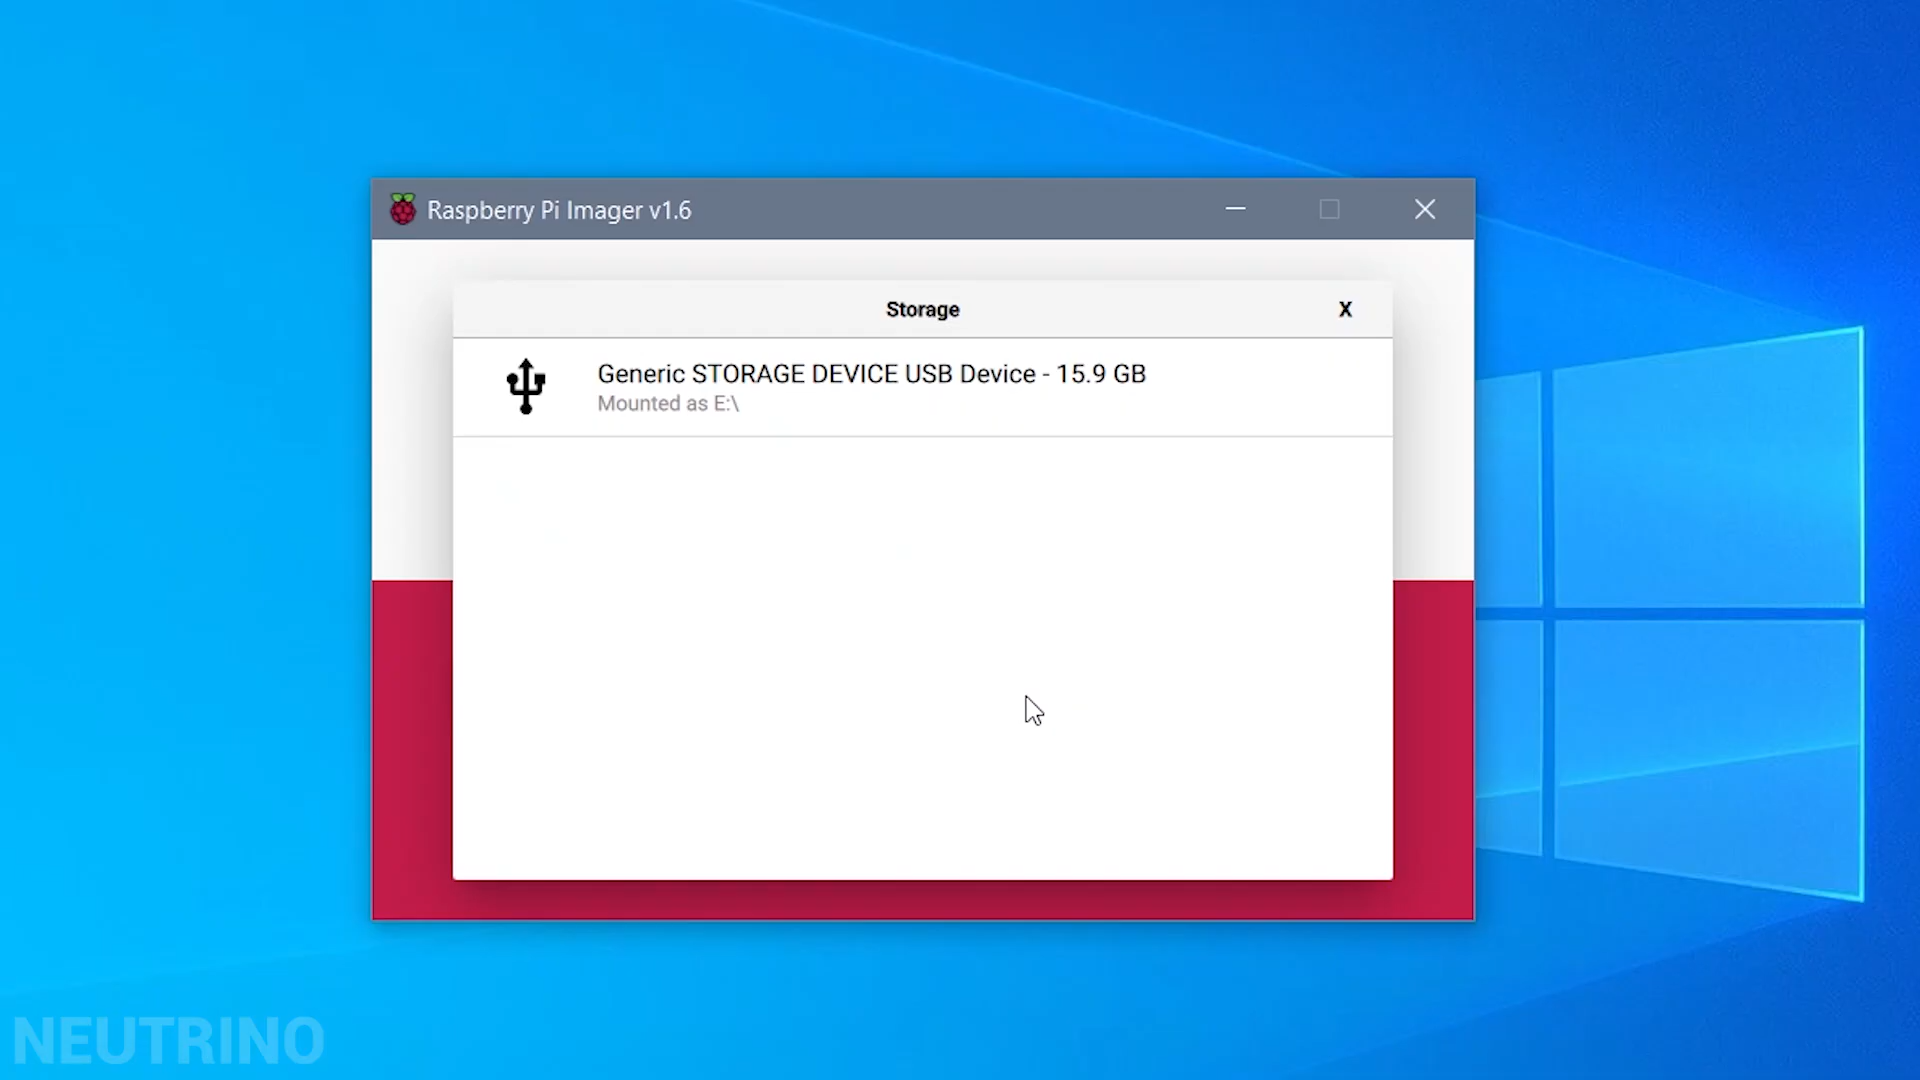 Raspberry Pi Imager v1.6
Storage
X
Generic STORAGE DEVICE USB Device - 15.9 GB
Mounted as E:\
NEUTRINO